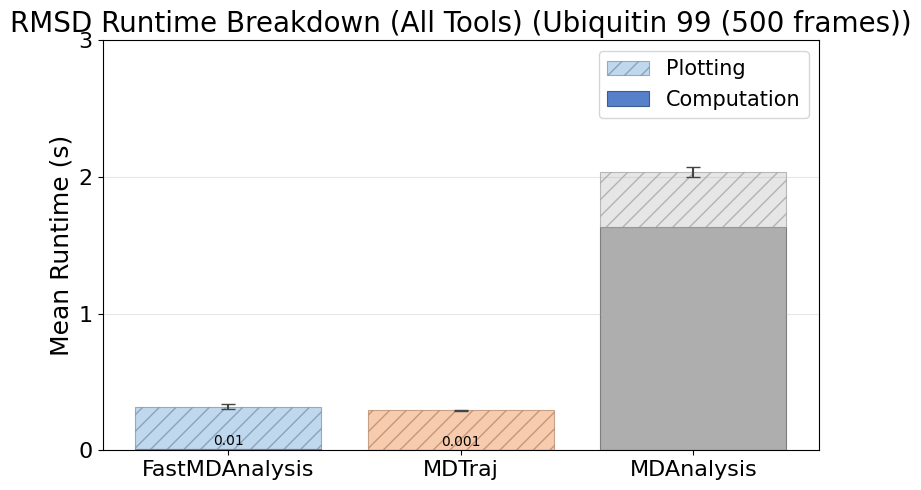 RMSD Runtime Breakdown (All Tools) (Ubiquitin 99 (500 frames))
3
2
1
0
Mean Runtime (s)
Plotting
Computation
0.01
0.001
FastMDAnalysis
MDTraj
MDAnalysis